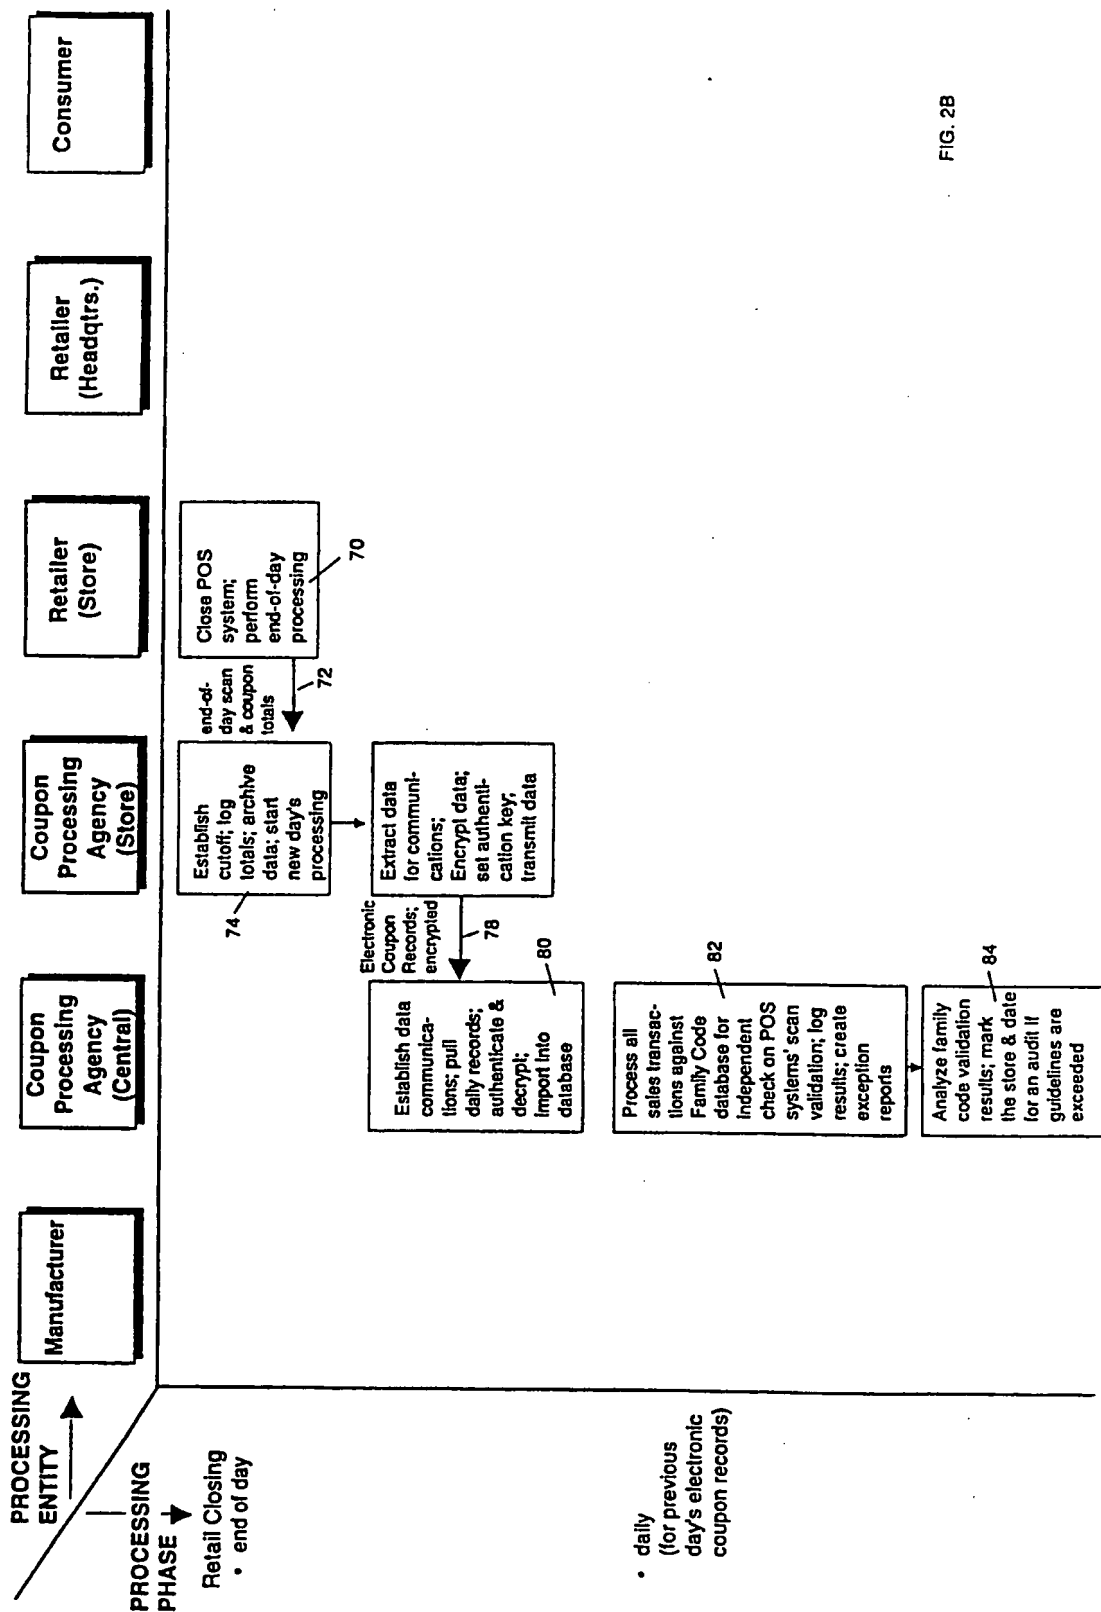 PROCESSING
ENTITY
PROCESSING
PHASE
Manufacturer
Coupon
Processing
Agency
(Central)
Coupon
Processing
Agency
(Store)
Retailer
(Store)
Retailer
(Headqtrs.)
Consumer
Retail Closing
• end of day
Close POS
system;
perform
end-of-day
processing
70
end-of-
day scan
& coupon
totals
72
Establish
cutoff; log
totals; archive
data; start
new day's
processing
74
Extract data
for communi-
cations;
Encrypt data;
set authenti-
cation key;
transmit data
Electronic
Coupon
Records;
encrypted
78
Establish data
communica-
tions; pull
daily records;
authenticate &
decrypt;
Import into
database
80
• daily
(for previous
day's electronic
coupon records)
Process all
sales transac-
tions against
Family Code
database for
Independent
check on POS
systems' scan
validation; log
results; create
exception
reports
82
Analyze family
code validation
results; mark
the store & date
for an audit if
guidelines are
exceeded
84
FIG. 2B